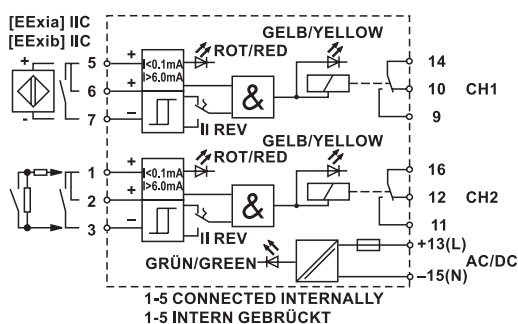 [EExia] IIC
[EExib] IIC
GELB/YELLOW
+
5
+
I<0.1mA
I>6.0mA
ROT/RED
14
6
+
&
10
CH1
-
7
–
II REV
9
GELB/YELLOW
1
+
I<0.1mA
I>6.0mA
ROT/RED
16
2
+
&
12
CH2
3
–
II REV
11
GRÜN/GREEN
+13(L)
AC/DC
–15(N)
1-5 CONNECTED INTERNALLY
1-5 INTERN GEBRÜCKT